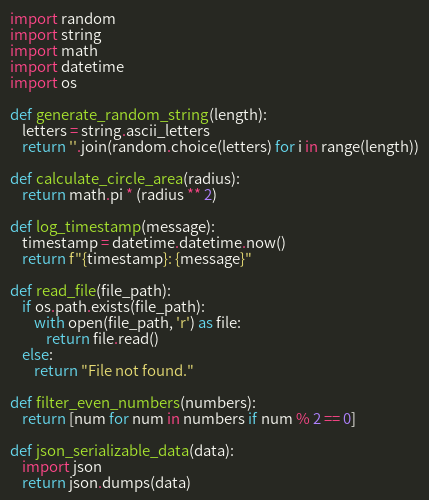 import random
import string
import math
import datetime
import os

def generate_random_string(length):
    letters = string.ascii_letters
    return ''.join(random.choice(letters) for i in range(length))

def calculate_circle_area(radius):
    return math.pi * (radius ** 2)

def log_timestamp(message):
    timestamp = datetime.datetime.now()
    return f"{timestamp}: {message}"

def read_file(file_path):
    if os.path.exists(file_path):
        with open(file_path, 'r') as file:
            return file.read()
    else:
        return "File not found."

def filter_even_numbers(numbers):
    return [num for num in numbers if num % 2 == 0]

def json_serializable_data(data):
    import json
    return json.dumps(data)